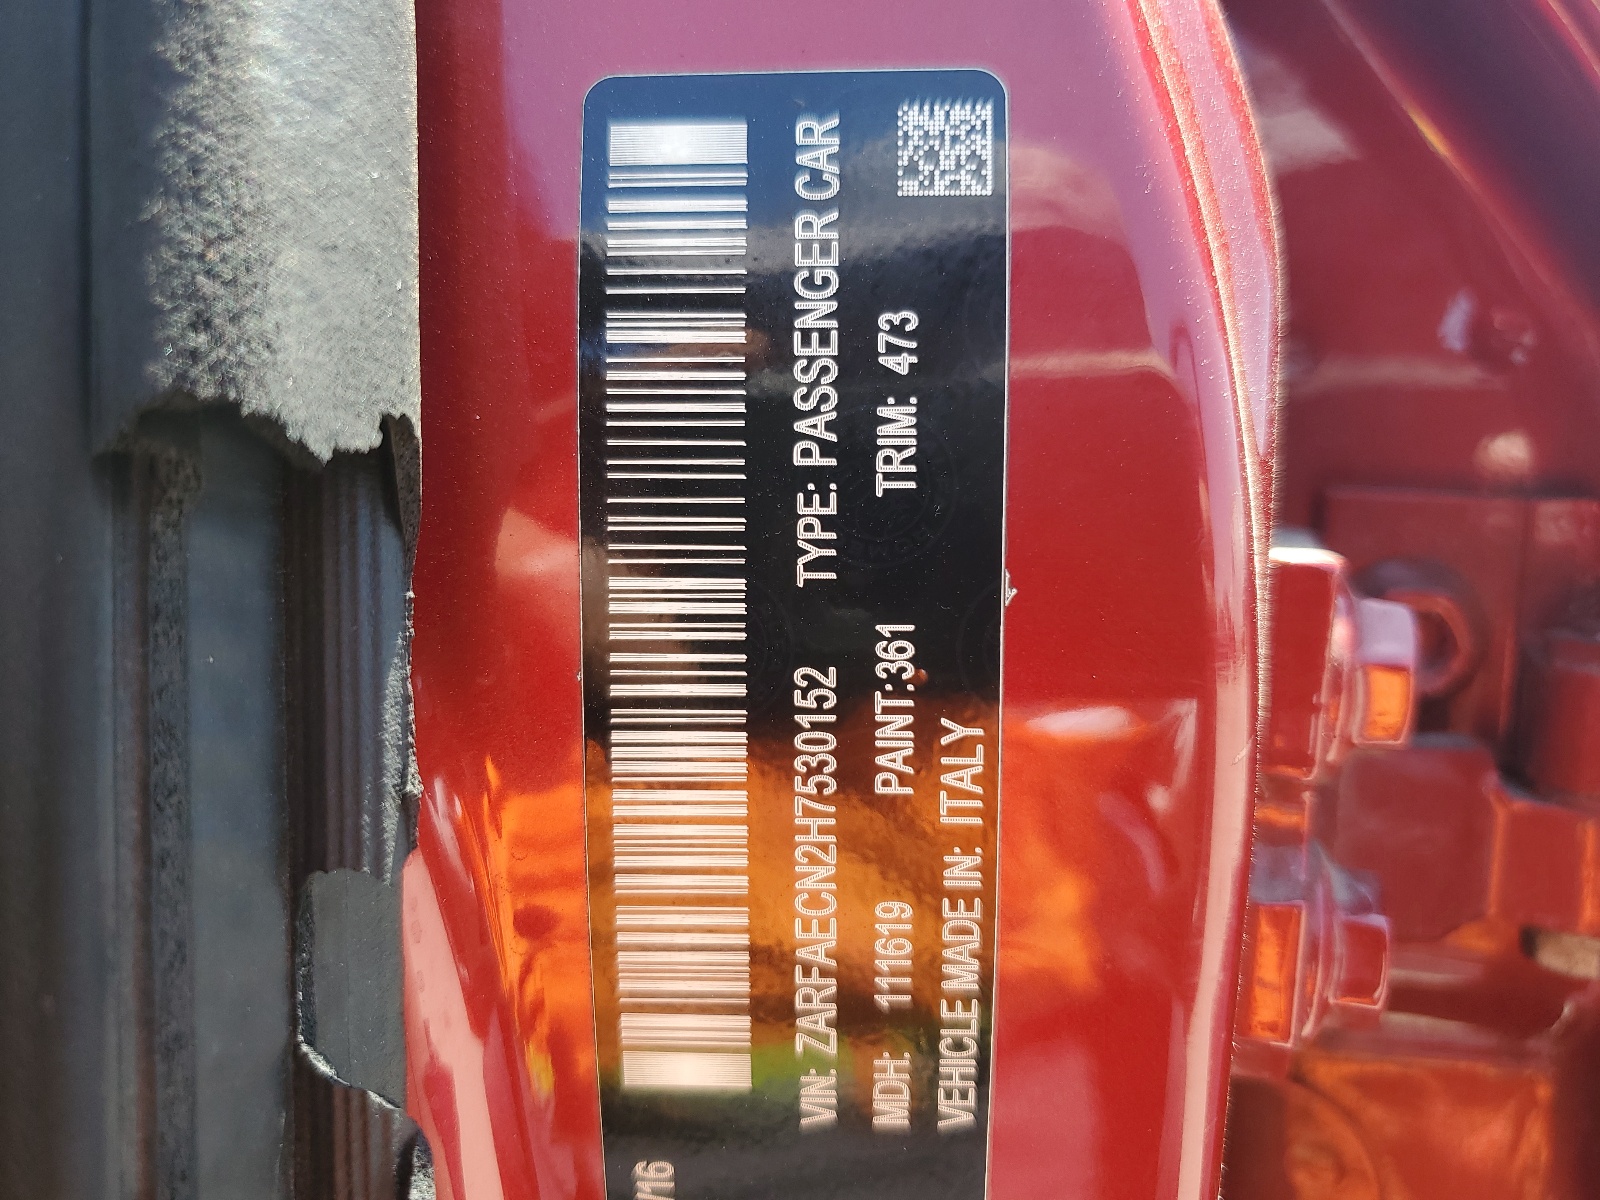 VIN: ZARFAECN2H7530152 TYPE: PASSENGER CAR
MDH: 111619 PAINT:361 TRIM: 473
VEHICLE MADE IN: ITALY